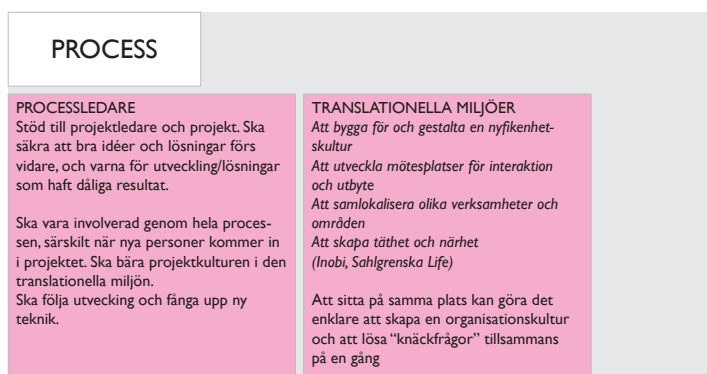 PROCESS
PROCESSLEDARE
Stöd till projektledare och projekt. Ska
säkra att bra idéer och lösningar förs
vidare, och varna för utveckling/lösningar
som haft dåliga resultat.
Ska vara involverad genom hela proces-
sen, särskilt när nya personer kommer in
i projektet. Ska bära projektkulturen i den
translationella miljön.
Ska följa utvecking och fånga upp ny
teknik.
TRANSLATIONELLA MILJÖER
Att bygga för och gestalta en nyfikenhet-
skultur
Att utveckla mötesplatser för interaktion
och utbyte
Att samlokalisera olika verksamheter och
områden
Att skapa täthet och närhet
(Inobi, Sahlgrenska Life)
Att sitta på samma plats kan göra det
enklare att skapa en organisationskultur
och att lösa “knäckfrågor” tillsammans
på en gång